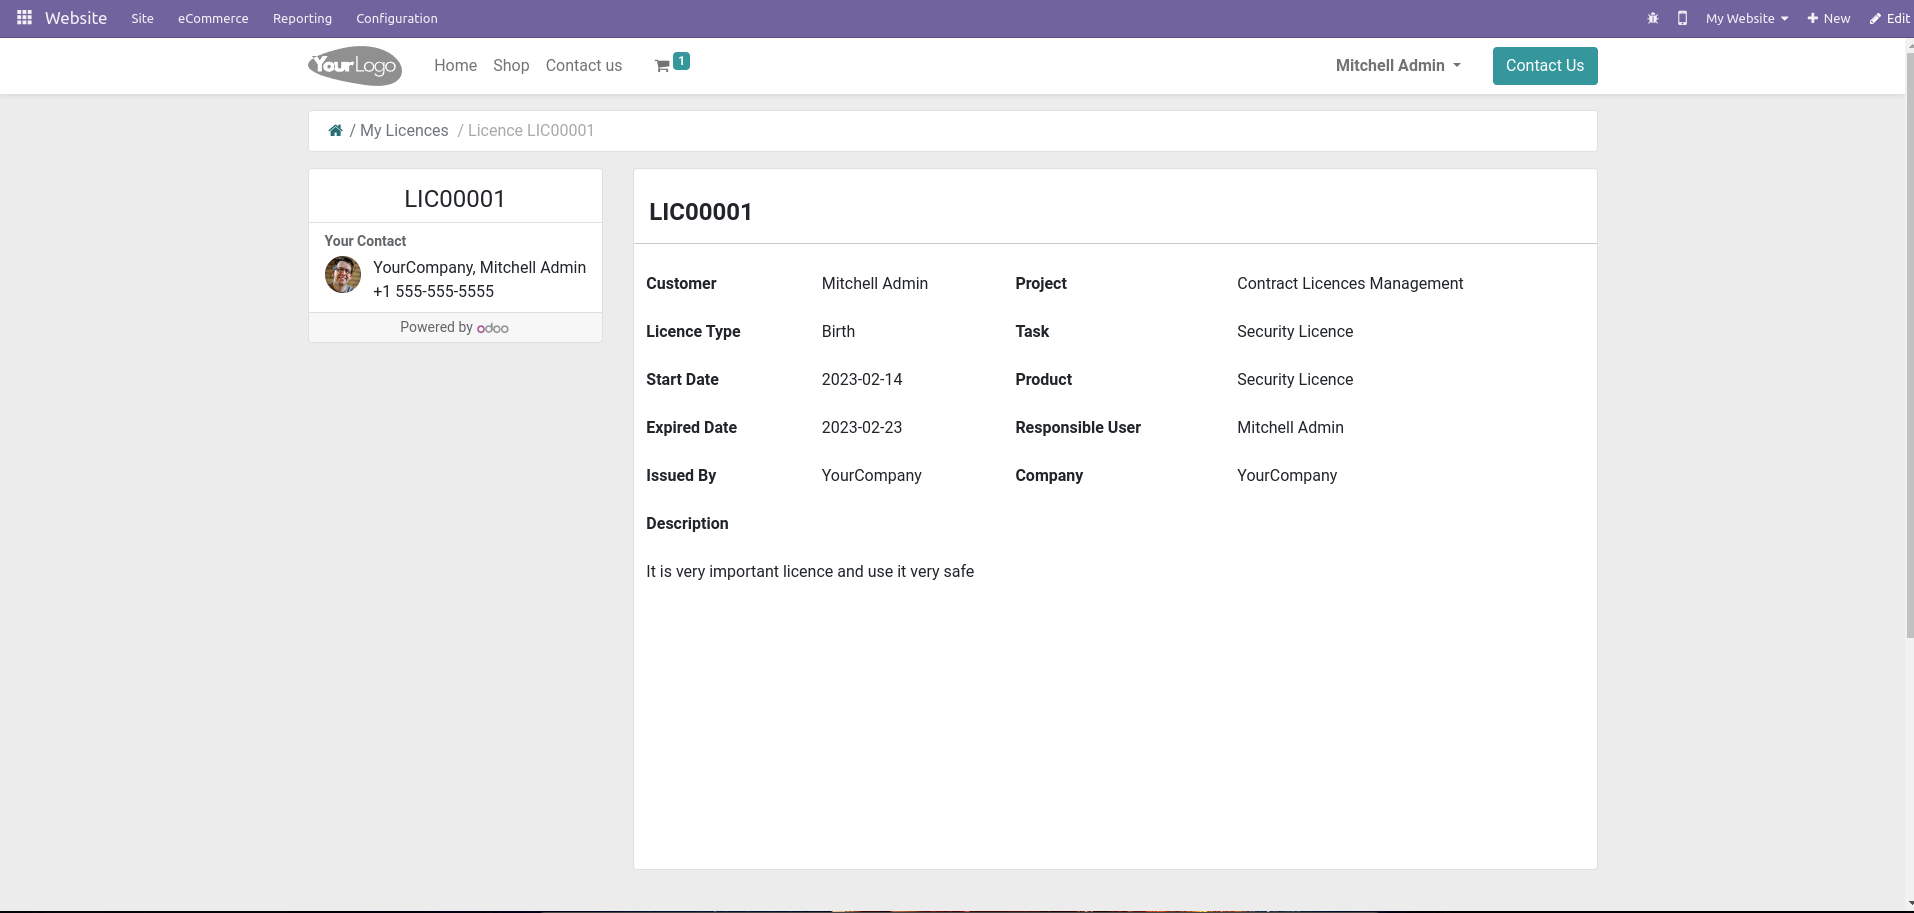 Website Site eCommerce Reporting Configuration My Website New Edit
YourLogo Home Shop Contact us 1 Mitchell Admin Contact Us
/ My Licences / Licence LIC00001
LIC00001
Your Contact
YourCompany, Mitchell Admin
+1 555-555-5555
Powered by odoo
LIC00001
Customer Mitchell Admin Project Contract Licences Management
Licence Type Birth Task Security Licence
Start Date 2023-02-14 Product Security Licence
Expired Date 2023-02-23 Responsible User Mitchell Admin
Issued By YourCompany Company YourCompany
Description
It is very important licence and use it very safe